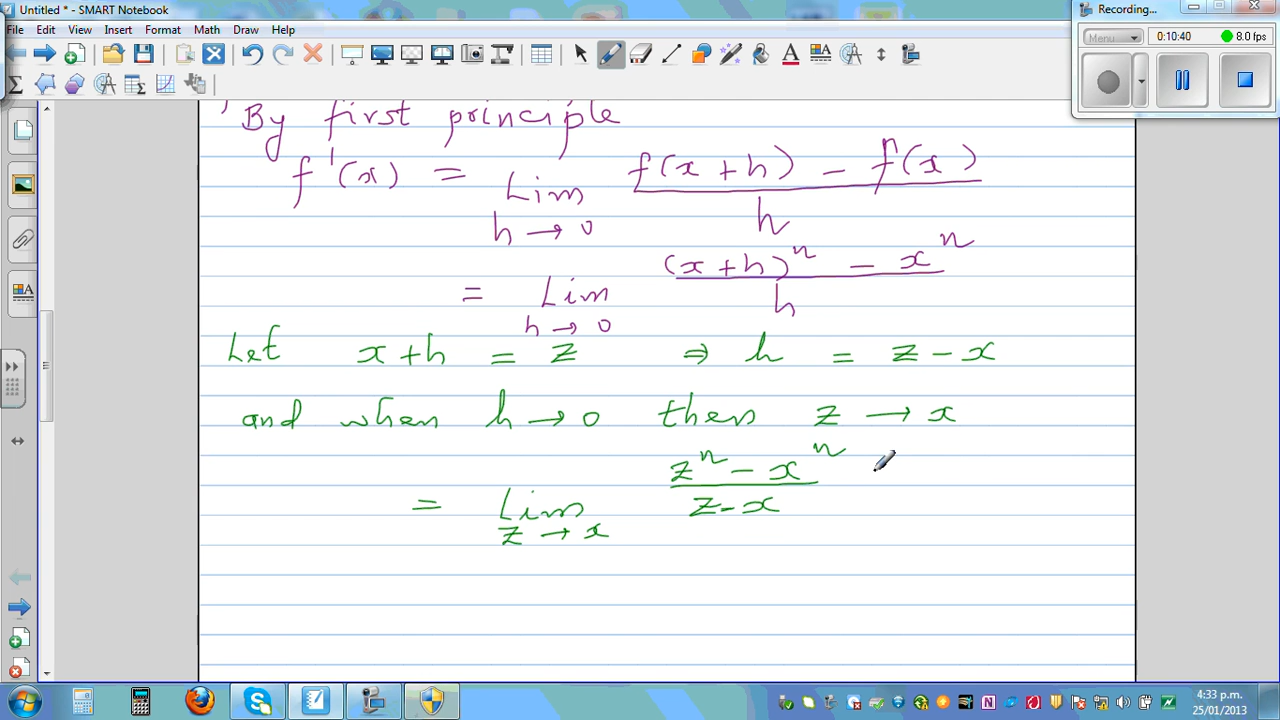 Untitled * - SMART Notebook
File Edit View Insert Format Math Draw Help
Recording...
Menu 0:10:40 8.0 fps
By first principle
f'(x) = Lim h→0 (f(x+h) - f(x))/h
= Lim h→0 ((x+h)^n - x^n)/h
Let x+h = z ⇒ h = z-x
and when h→0 then z → x
= Lim z→x (z^n - x^n)/(z-x)
4:33 p.m.
25/01/2013